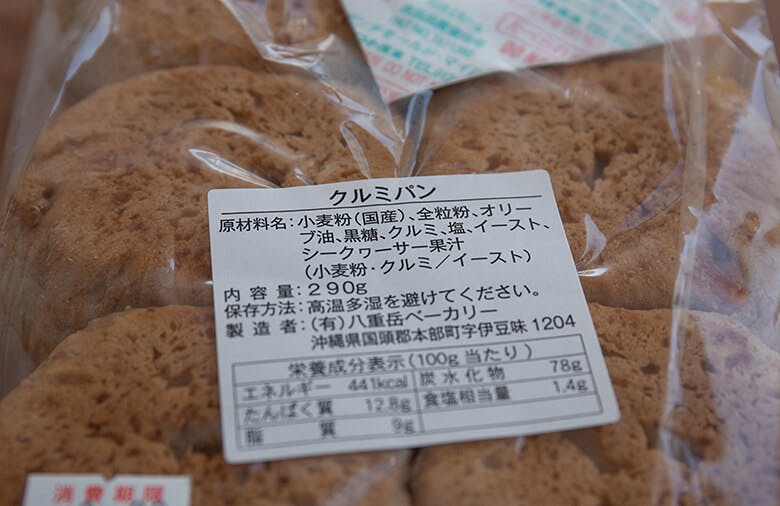 クルミパン
原材料名:小麦粉(国産)、全粒粉、オリー
ブ油、黒糖、クルミ、塩、イースト、
シークヮーサー果汁
(小麦粉・クルミ/イースト)
内容量:290g
保存方法:高温多湿を避けてください。
製造者:(有)八重岳ベーカリー
沖縄県国頭郡本部町字伊豆味1204
栄養成分表示(100g当たり)
エネルギー 441kcal 炭水化物 78g
たんぱく質 12.8g 食塩相当量 1.4g
脂質 9g
消費期限